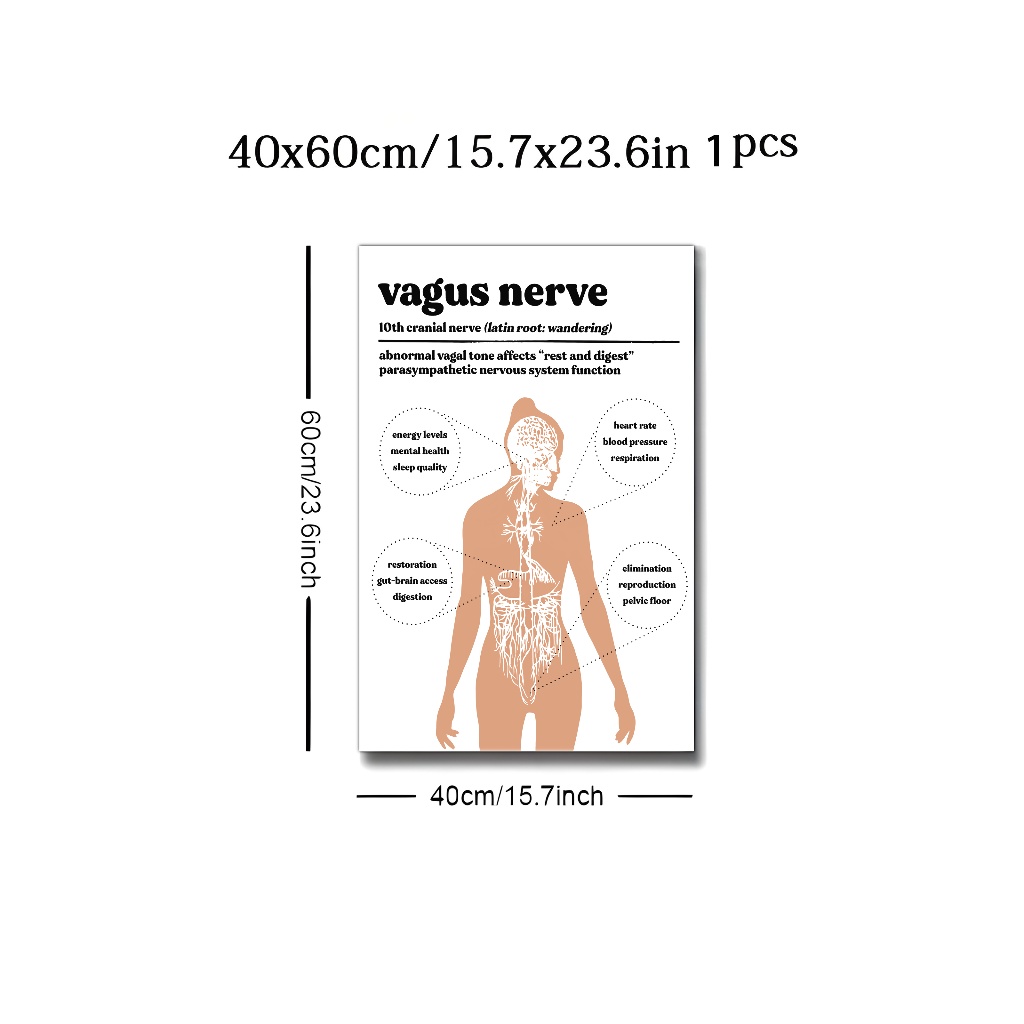 40x60cm/15.7x23.6in 1pcs
vagus nerve
10th cranial nerve (latin root: wandering)
abnormal vagal tone affects “rest and digest”
parasympathetic nervous system function
energy levels
mental health
sleep quality
heart rate
blood pressure
respiration
restoration
gut-brain access
digestion
elimination
reproduction
pelvic floor
60cm/23.6inch
40cm/15.7inch